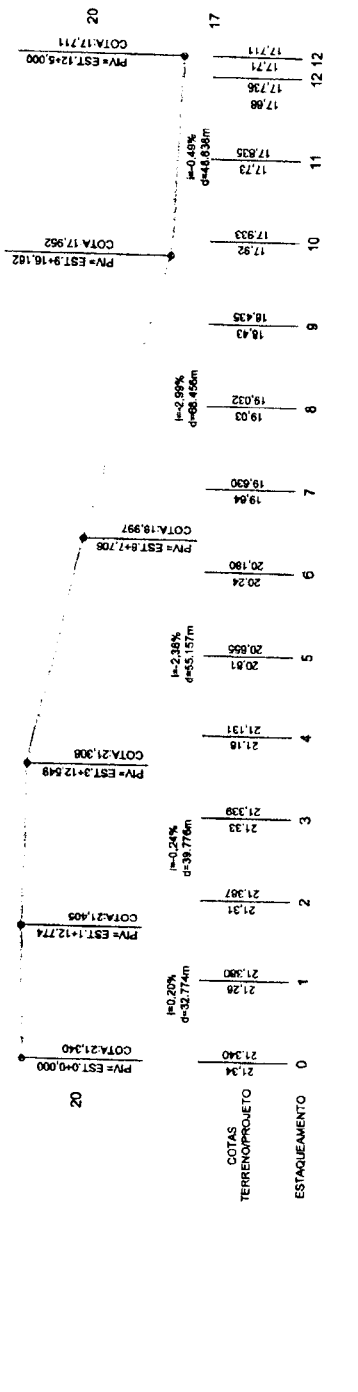 PIV= EST.0+0,000
COTA:21,340
PIV= EST.1+12.774
COTA:21,405
PIV= EST.3+12.549
COTA:21,308
PIV= EST.6+7,706
COTA:19,997
PIV= EST.9+16.162
COTA 17,952
PIV= EST.12+5,000
COTA:17,711
20
20
17
i=0,20%
d=32.774m
i=-0,24%
d=39.776m
i=-2,38%
d=55.157m
i=-2,99%
d=68.456m
i=-0.49%
d=48.838m
COTAS
TERRENO/PROJETO
21,34
21.340
21,28
21.380
21,31
21.387
21.33
21,339
21.18
21,131
20.81
20,655
20.24
20,180
19,64
19,630
19,03
19,032
18,43
18,435
17,92
17.933
17,73
17.835
17,68
17.736
17,71
17,711
ESTAQUEAMENTO
0
1
2
3
4
5
6
7
8
9
10
11
12
12